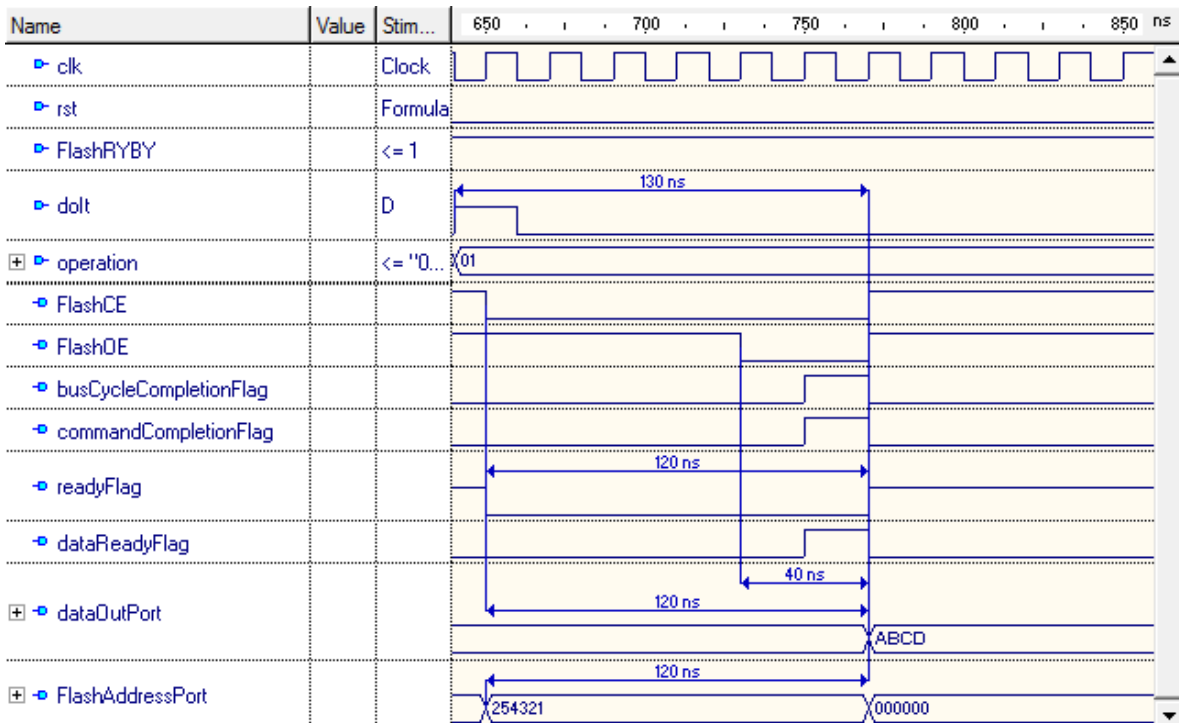 Name Value Stim... 650 700 750 800 850 ns
clk Clock
rst Formula
FlashRYBY <= 1
130 ns
doIt D
operation <= "0... 01
FlashCE
FlashOE
busCycleCompletionFlag
commandCompletionFlag
120 ns
readyFlag
dataReadyFlag
40 ns
120 ns
dataOutPort
ABCD
120 ns
FlashAddressPort
254321 000000